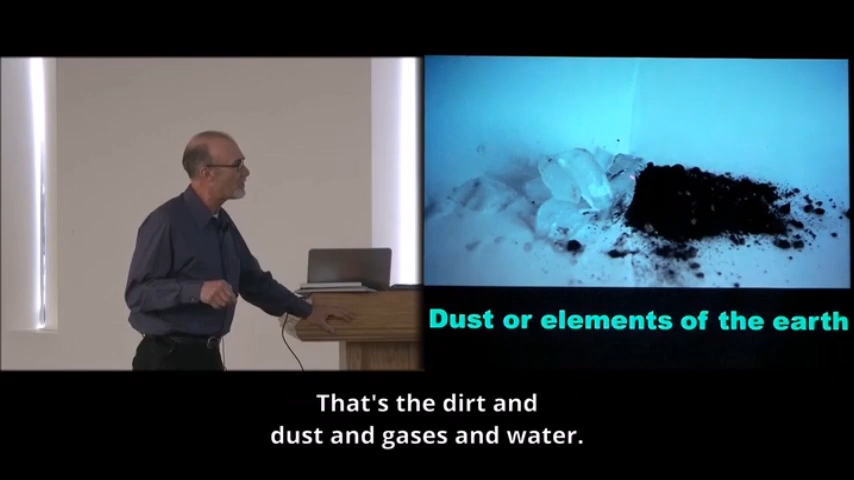 Dust or elements of the earth
That's the dirt and
dust and gases and water.